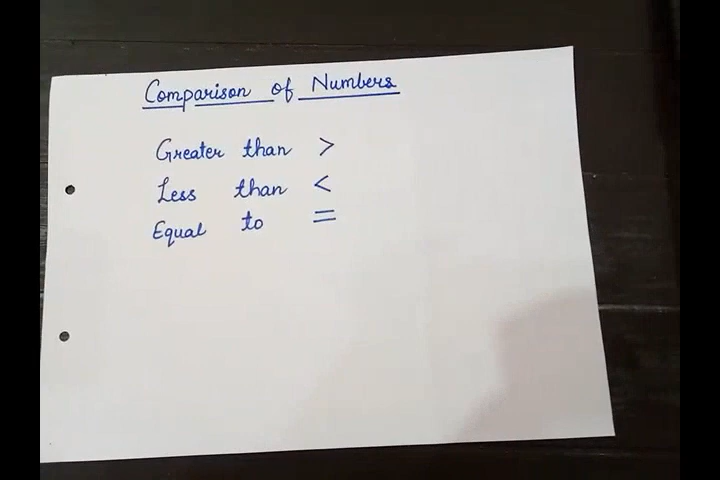 Comparison of Numbers
Greater than >
Less than <
Equal to =